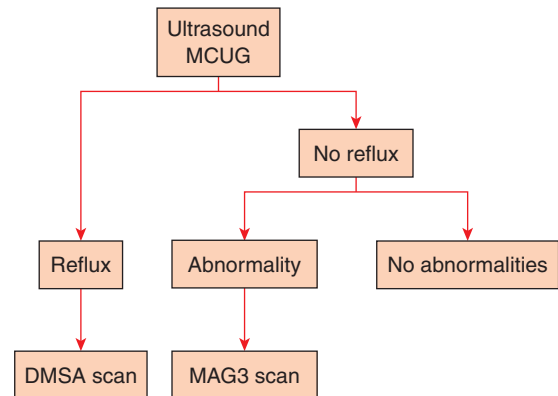 Ultrasound
MCUG
No reflux
Reflux
Abnormality
No abnormalities
DMSA scan
MAG3 scan